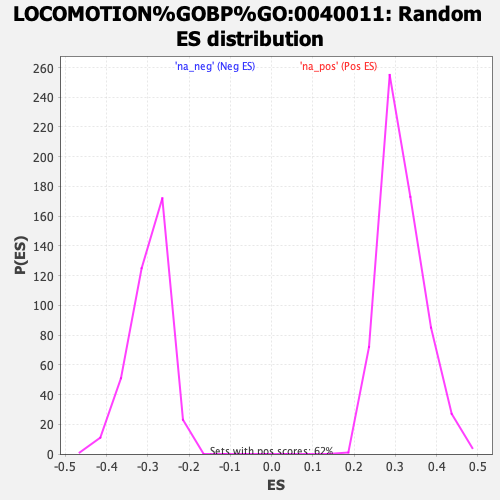 LOCOMOTION%GOBP%GO:0040011: Random
ES distribution
'na_neg' (Neg ES)
'na_pos' (Pos ES)
260
240
220
200
180
160
140
120
100
80
60
40
20
0
P(ES)
Sets with pos scores: 62%
-0.5 -0.4 -0.3 -0.2 -0.1 0.0 0.1 0.2 0.3 0.4 0.5
ES